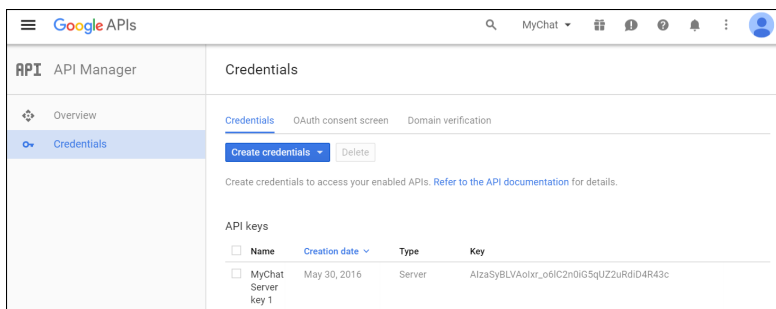 Google APIs MyChat
API API Manager Credentials
Overview
Credentials OAuth consent screen Domain verification
Credentials
Create credentials Delete
Create credentials to access your enabled APIs. Refer to the API documentation for details.
API keys
Name Creation date Type Key
MyChat Server key 1 May 30, 2016 Server